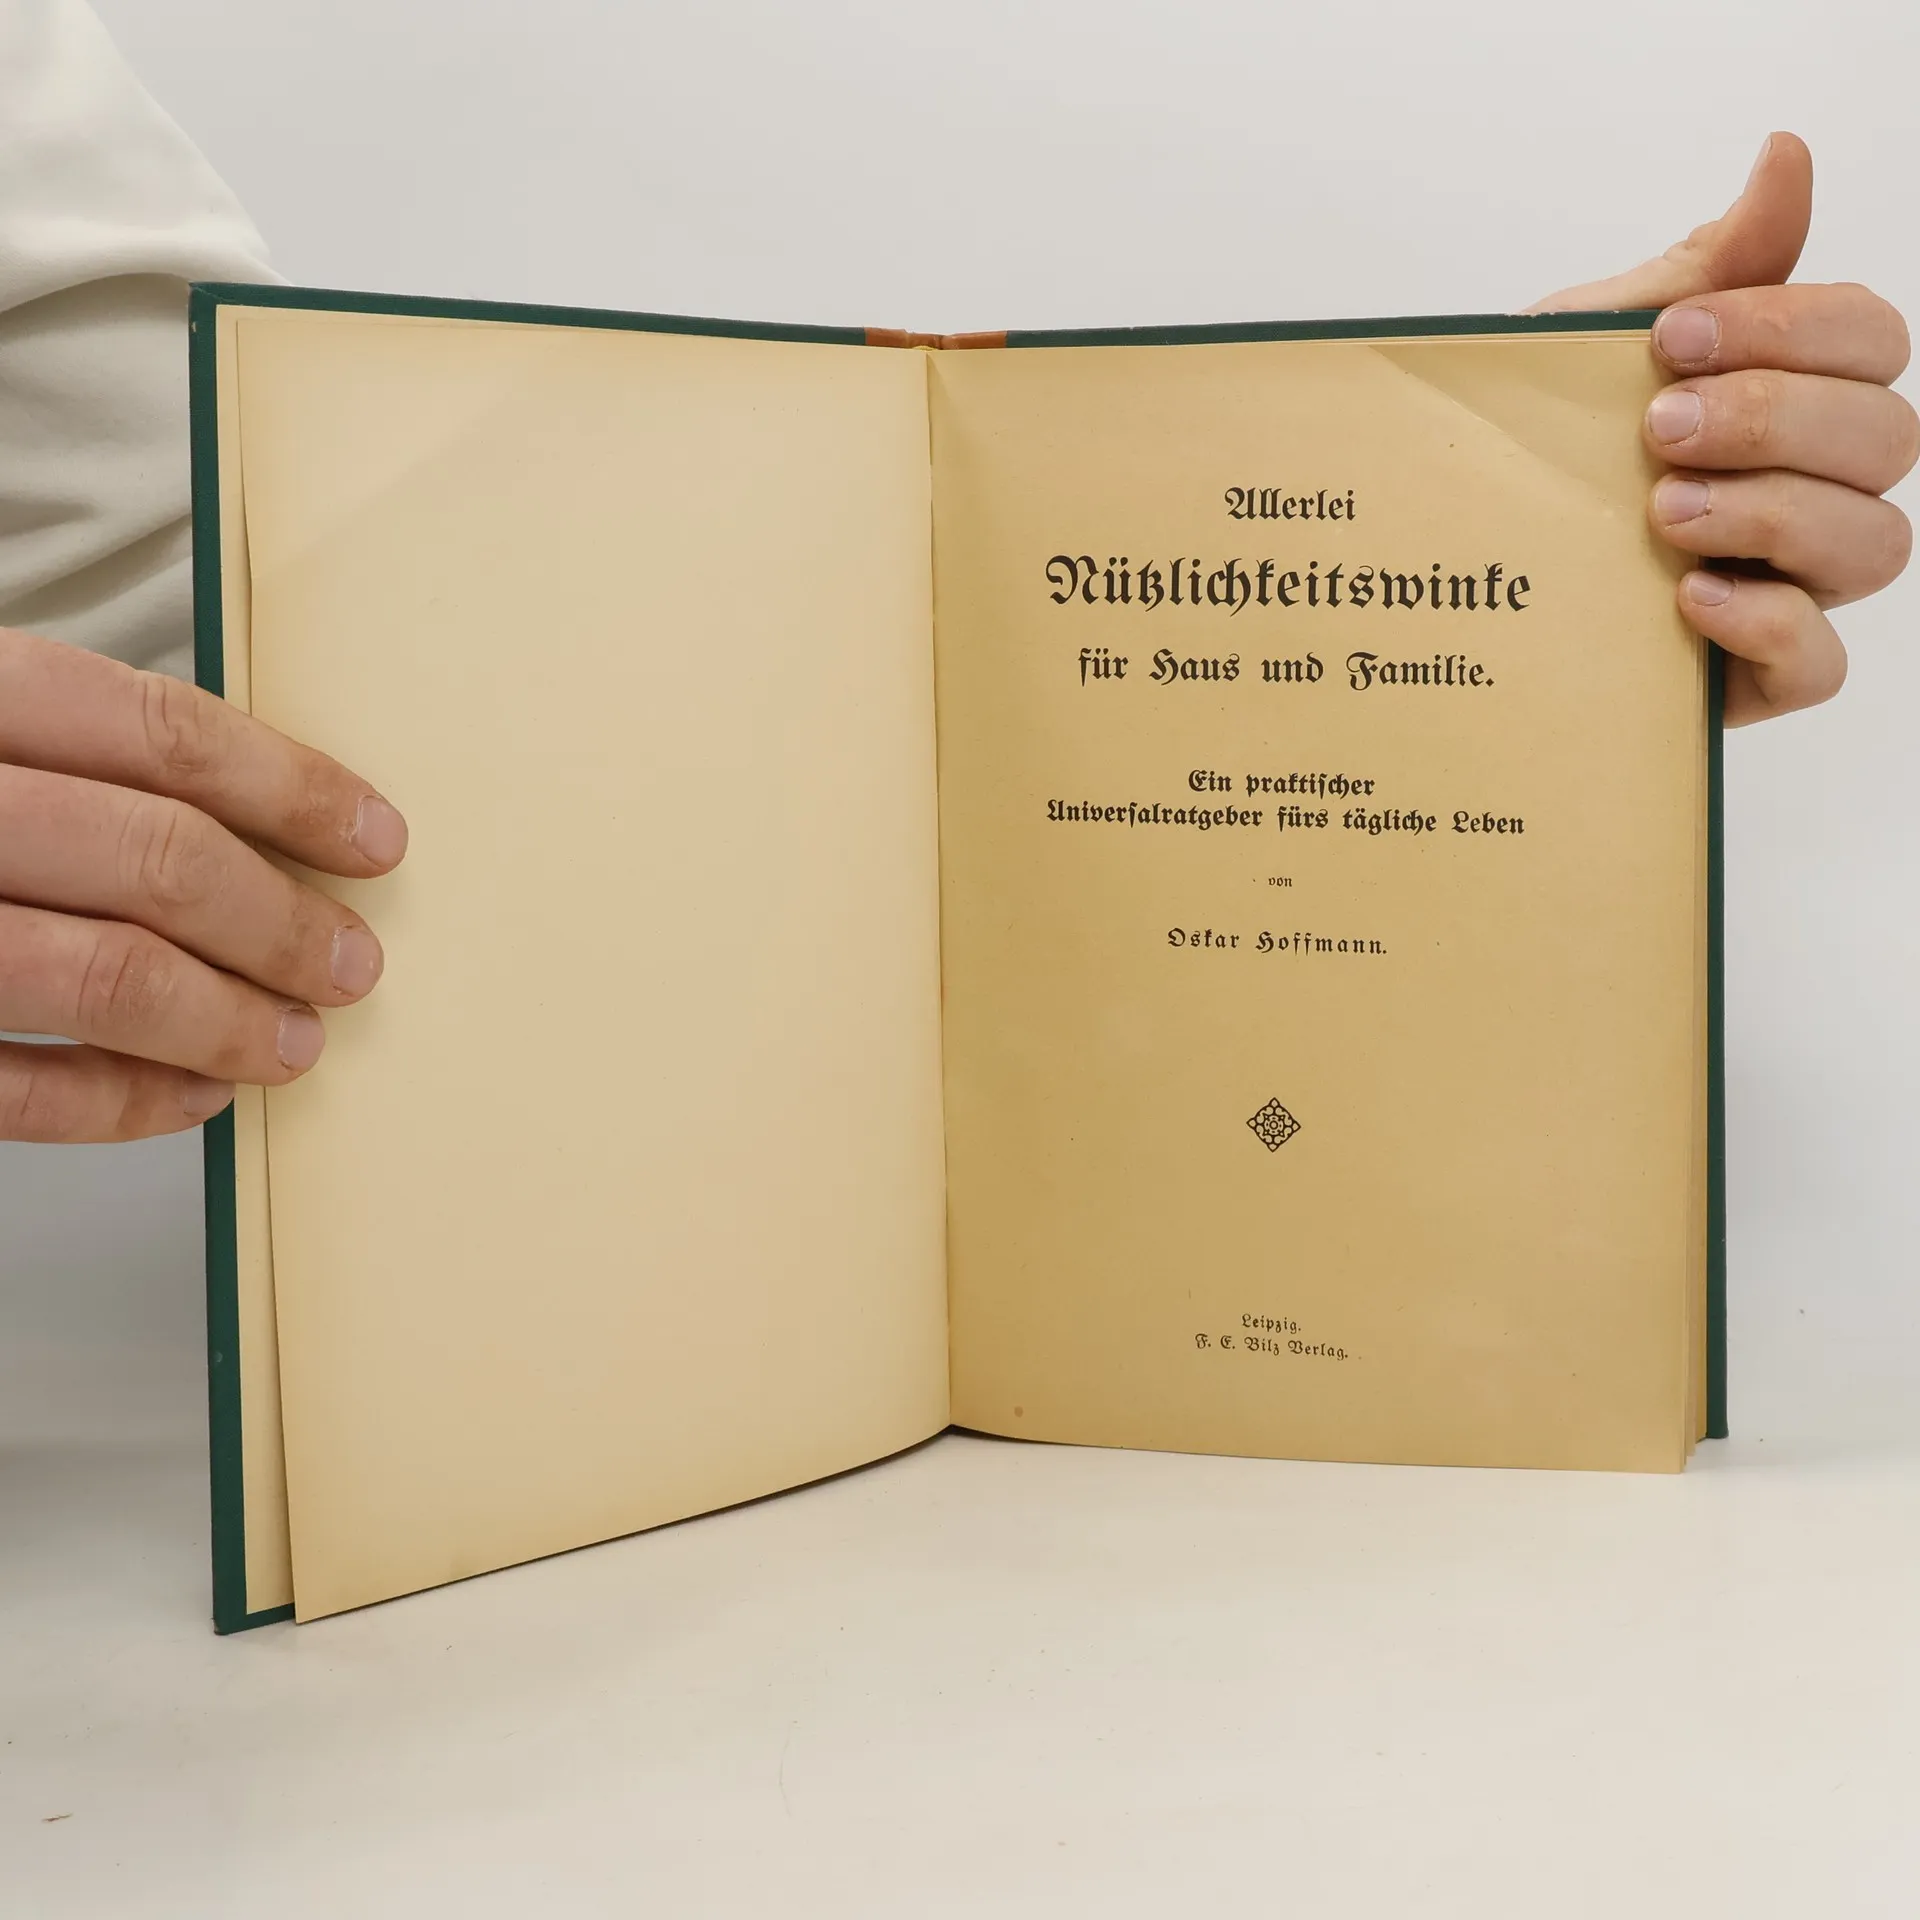 Allerlei
Nützlichkeitswinke
für Haus und Familie.
Ein praktiſcher
Univerſalratgeber fürs tägliche Leben
von
Oskar Hoffmann.
Leipzig.
F. E. Bilz Verlag.